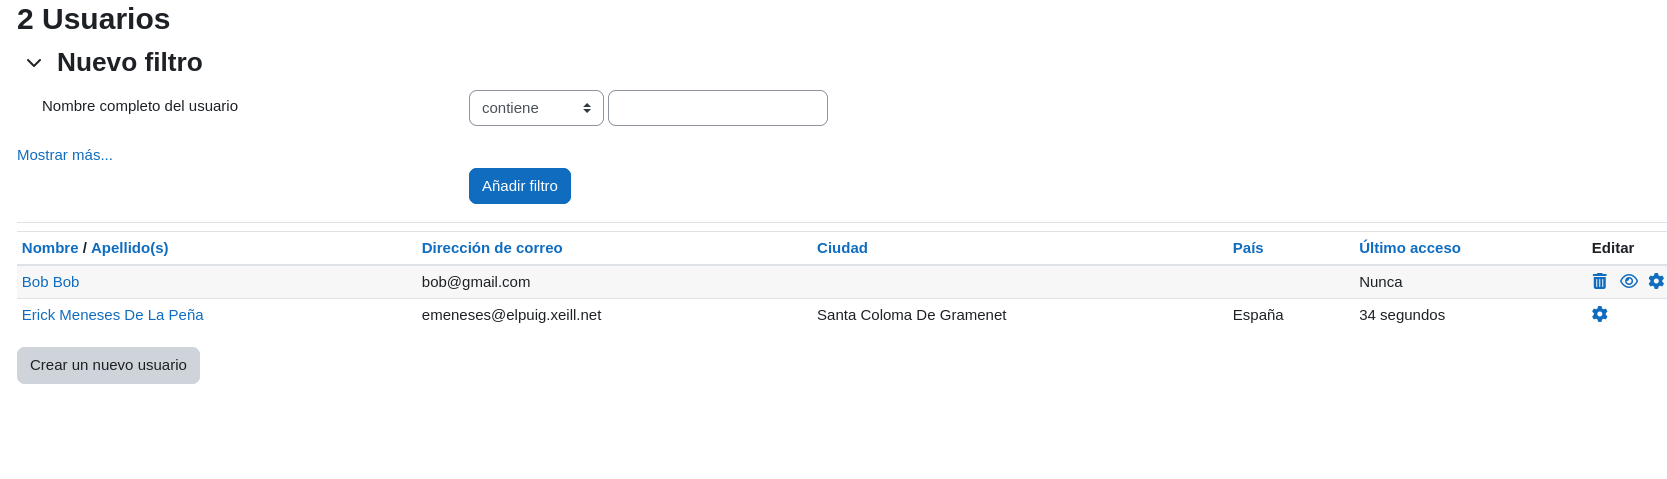 2 Usuarios
Nuevo filtro
Nombre completo del usuario contiene
Mostrar más...
Añadir filtro
Nombre / Apellido(s) Dirección de correo Ciudad País Último acceso Editar
Bob Bob bob@gmail.com Nunca
Erick Meneses De La Peña emeneses@elpuig.xeill.net Santa Coloma De Gramenet España 34 segundos
Crear un nuevo usuario